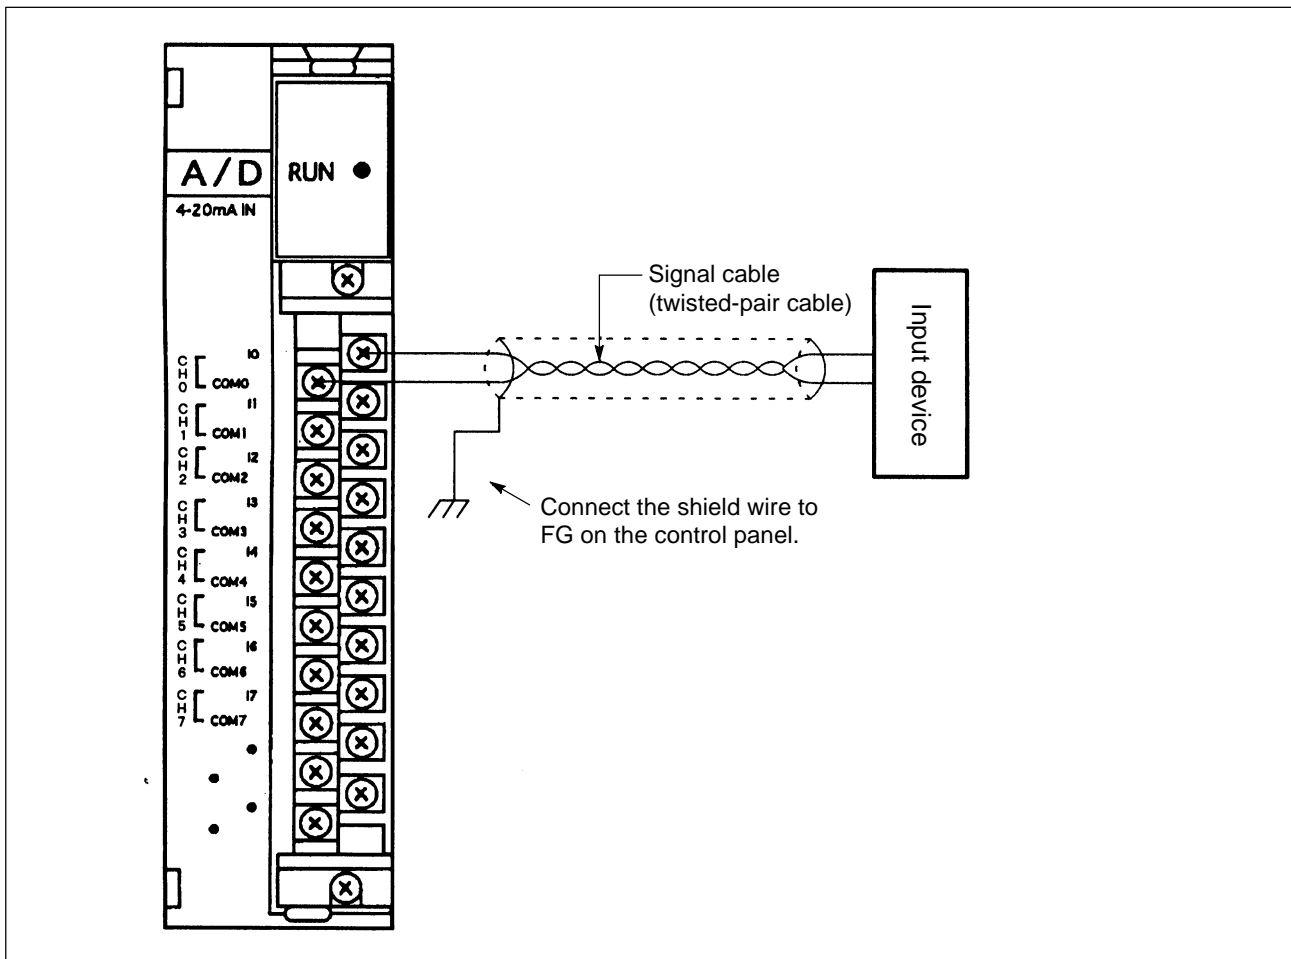 A/D
RUN
4-20mA IN
Signal cable
(twisted-pair cable)
Input device
CH0
I0
COM0
CH1
I1
COM1
CH2
I2
COM2
CH3
I3
COM3
CH4
I4
COM4
CH5
I5
COM5
CH6
I6
COM6
CH7
I7
COM7
Connect the shield wire to
FG on the control panel.